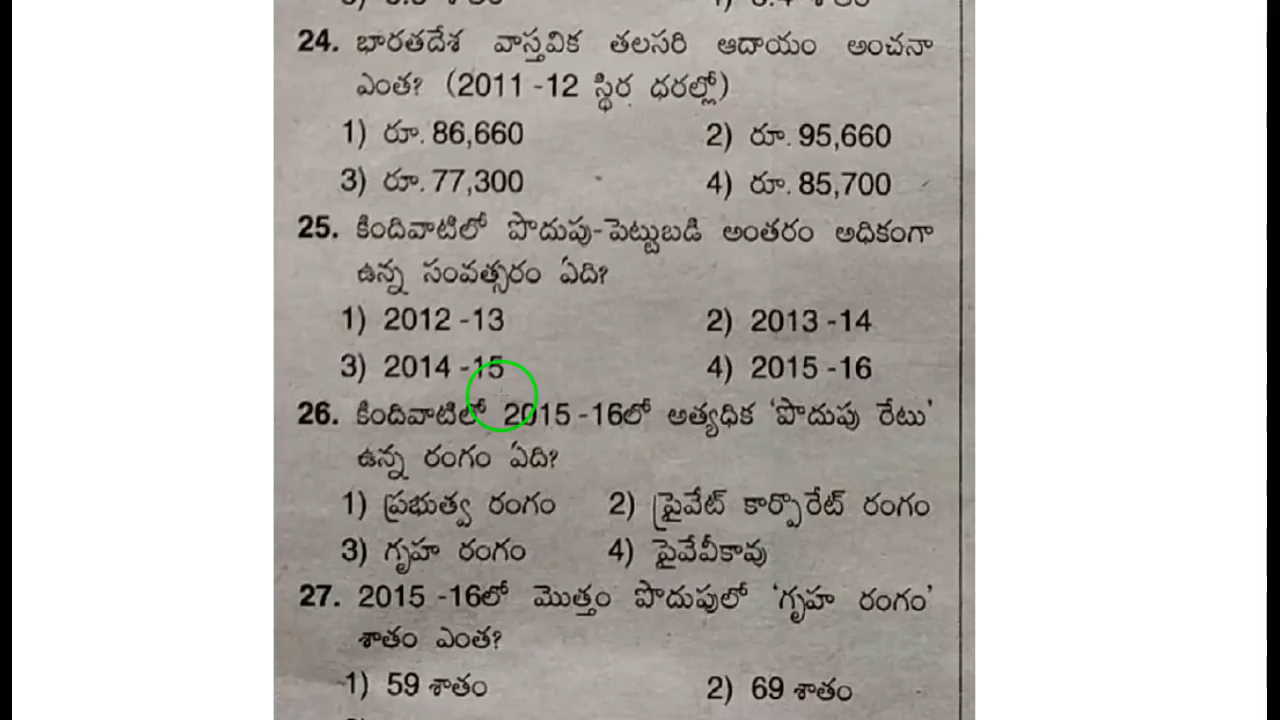 24. భారతదేశ వాస్తవిక తలసరి ఆదాయం అంచనా
ఎంత? (2011 -12 స్థిర ధరల్లో)
1) రూ. 86,660 2) రూ. 95,660
3) రూ. 77,300 4) రూ. 85,700
25. కిందివాటిలో పొదుపు-పెట్టుబడి అంతరం అధికంగా
ఉన్న సంవత్సరం ఏది?
1) 2012 -13 2) 2013 -14
3) 2014 -15 4) 2015 -16
26. కిందివాటిలో 2015 -16లో అత్యధిక 'పొదుపు రేటు'
ఉన్న రంగం ఏది?
1) ప్రభుత్వ రంగం 2) ప్రైవేట్ కార్పొరేట్ రంగం
3) గృహ రంగం 4) పైవేవీకావు
27. 2015 -16లో మొత్తం పొదుపులో 'గృహ రంగం'
శాతం ఎంత?
1) 59 శాతం 2) 69 శాతం